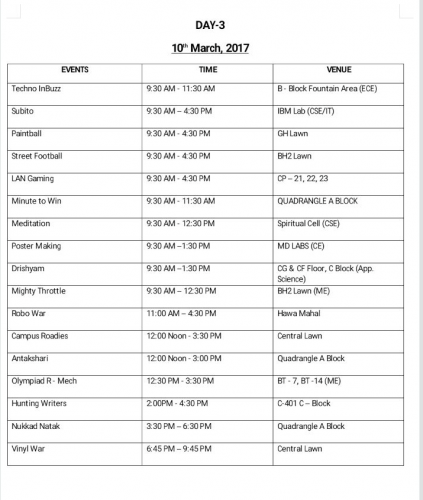 DAY-3
10th March, 2017
EVENTS TIME VENUE
Techno InBuzz 9:30 AM - 11:30 AM B - Block Fountain Area (ECE)
Subito 9:30 AM – 4:30 PM IBM Lab (CSE/IT)
Paintball 9:30 AM - 4:30 PM GH Lawn
Street Football 9:30 AM - 4:30 PM BH2 Lawn
LAN Gaming 9:30 AM - 4:30 PM CP – 21, 22, 23
Minute to Win 9:30 AM - 11:30 AM QUADRANGLE A BLOCK
Meditation 9:30 AM - 12:30 PM Spiritual Cell (CSE)
Poster Making 9:30 AM –1:30 PM MD LABS (CE)
Drishyam 9:30 AM –1:30 PM CG & CF Floor, C Block (App.
Science)
Mighty Throttle 9:30 AM – 12:30 PM BH2 Lawn (ME)
Robo War 11:00 AM – 4:30 PM Hawa Mahal
Campus Roadies 12:00 Noon - 3:30 PM Central Lawn
Antakshari 12:00 Noon - 3:00 PM Quadrangle A Block
Olympiad R - Mech 12:30 PM - 3:30 PM BT - 7, BT -14 (ME)
Hunting Writers 2:00PM - 4:30 PM C-401 C – Block
Nukkad Natak 3:30 PM – 6:30 PM Quadrangle A Block
Vinyl War 6:45 PM – 9:45 PM Central Lawn